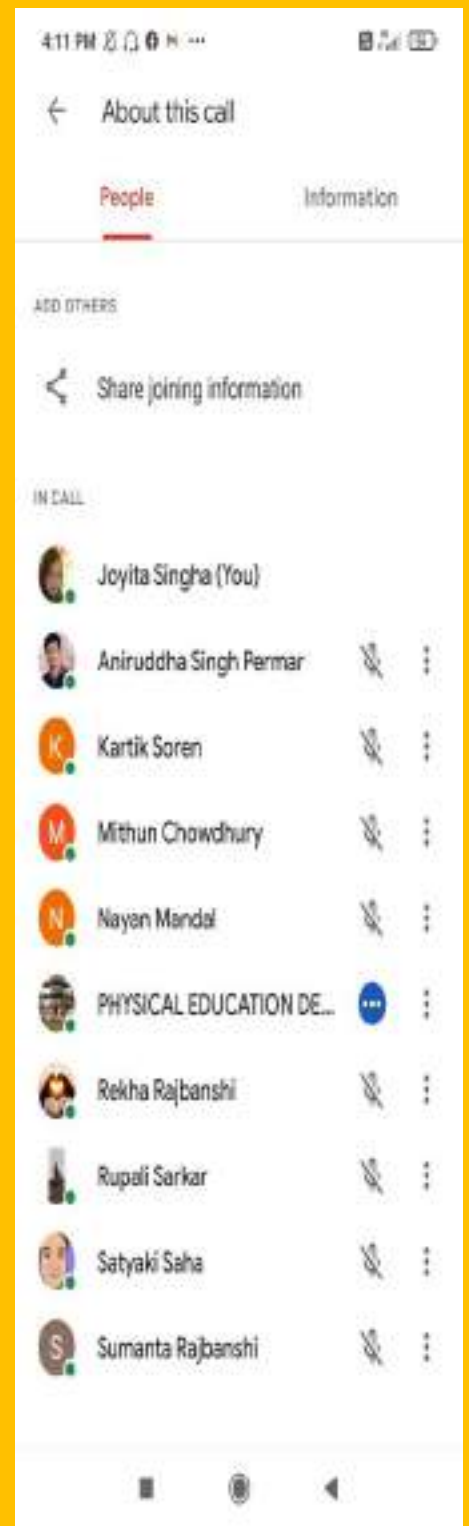 4:11 PM
About this call
People Information
ADD OTHERS
Share joining information
IN CALL
Joyita Singha (You)
Aniruddha Singh Permar
K Kartik Soren
M Mithun Chowdhury
N Nayan Mandal
PHYSICAL EDUCATION DE...
Rekha Rajbanshi
Rupali Sarkar
Satyaki Saha
S Sumanta Rajbanshi